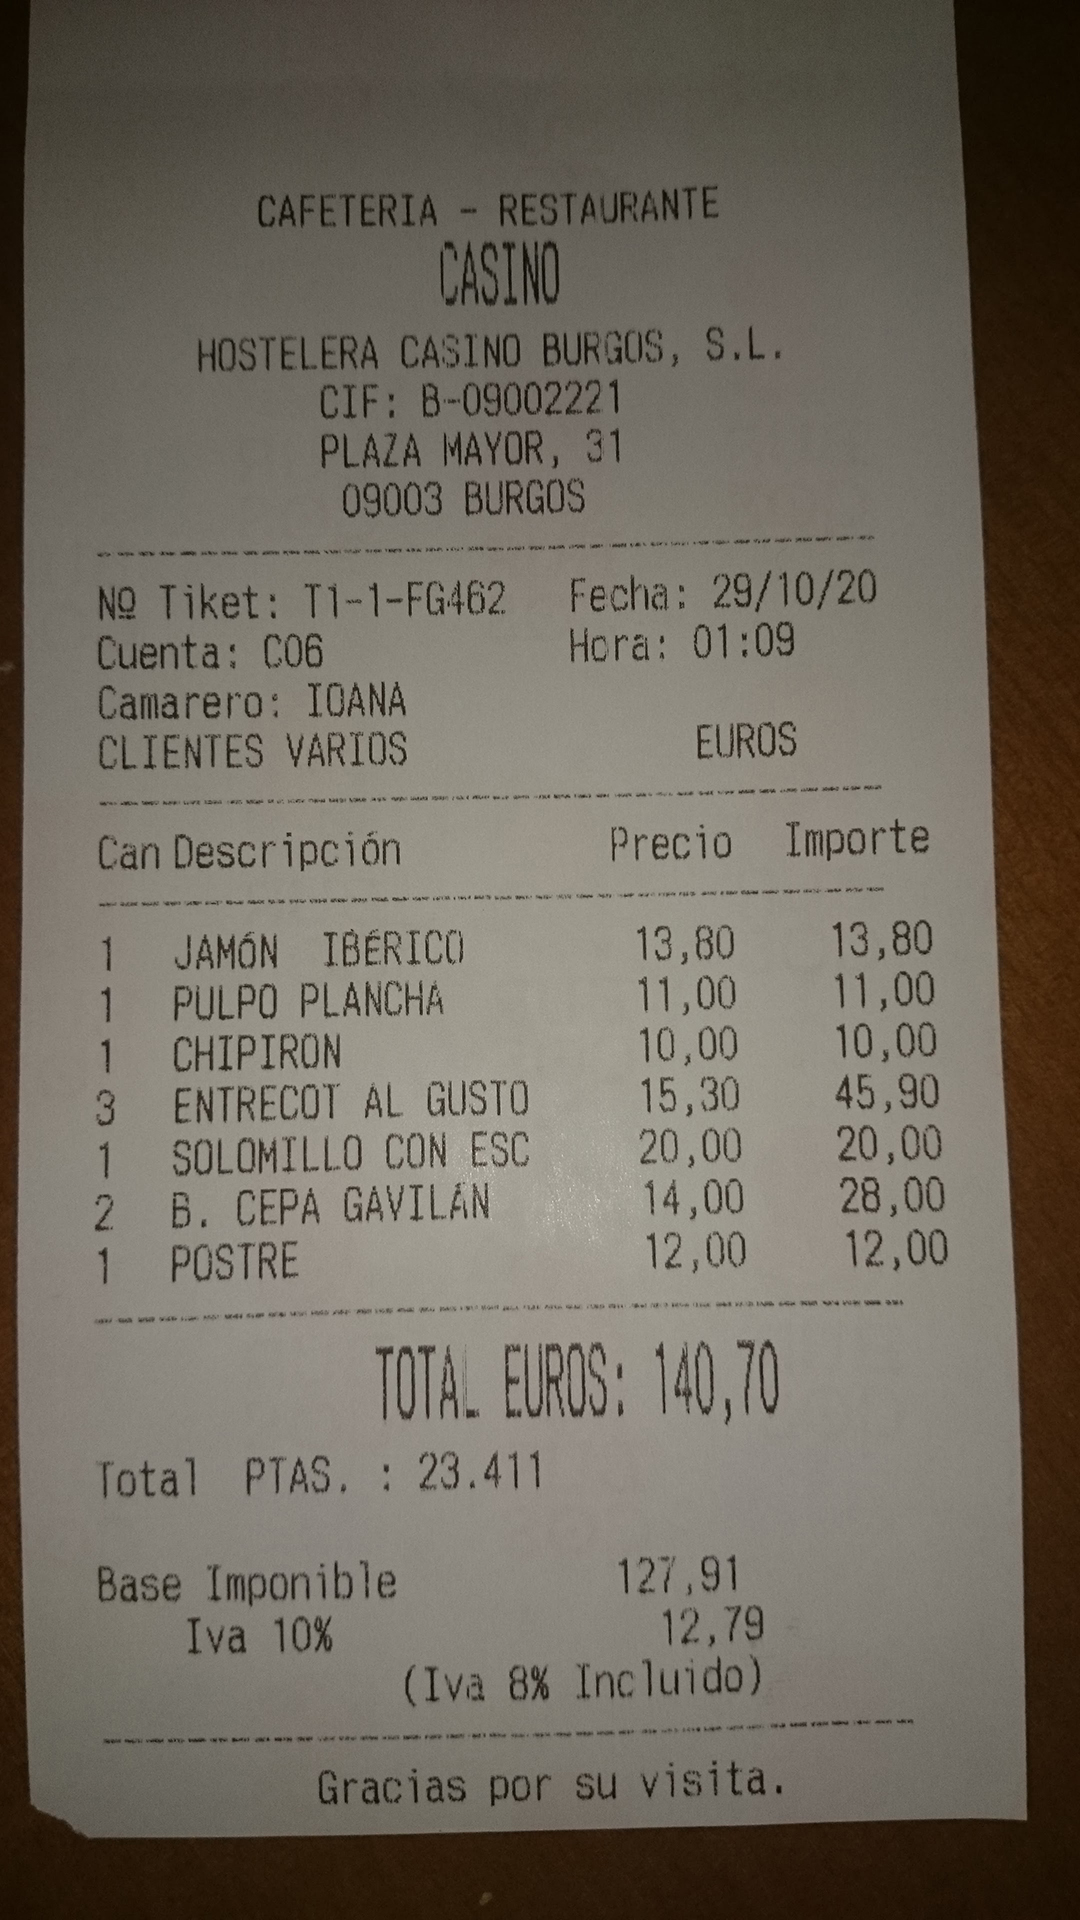 CAFETERIA - RESTAURANTE
CASINO
HOSTELERA CASINO BURGOS, S.L.
CIF: B-09002221
PLAZA MAYOR, 31
09003 BURGOS
Nº Tiket: T1-1-FG462 Fecha: 29/10/20
Cuenta: C06 Hora: 01:09
Camarero: IOANA
CLIENTES VARIOS EUROS
Can Descripción Precio Importe
1 JAMÓN IBÉRICO 13,80 13,80
1 PULPO PLANCHA 11,00 11,00
1 CHIPIRON 10,00 10,00
3 ENTRECOT AL GUSTO 15,30 45,90
1 SOLOMILLO CON ESC 20,00 20,00
2 B. CEPA GAVILÁN 14,00 28,00
1 POSTRE 12,00 12,00
TOTAL EUROS: 140,70
Total PTAS. : 23.411
Base Imponible 127,91
Iva 10% 12,79
(Iva 8% Incluido)
Gracias por su visita.